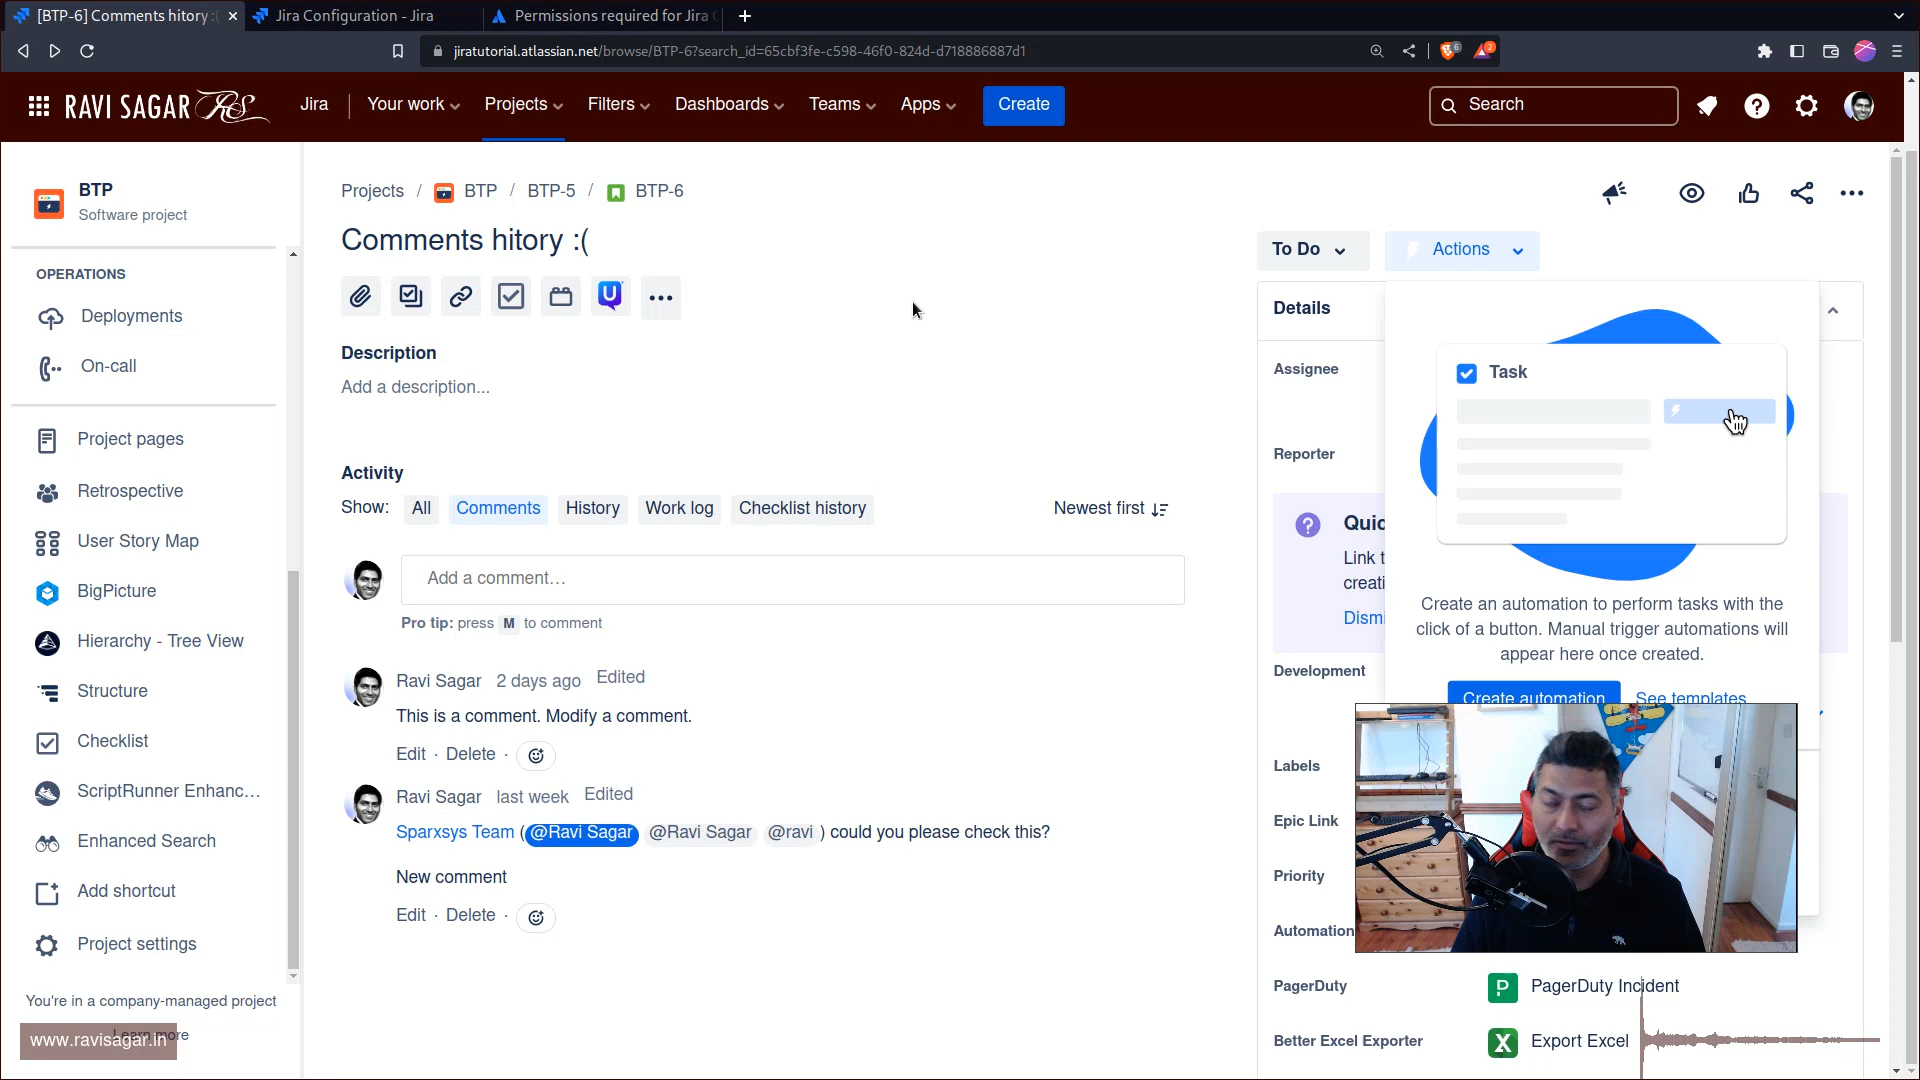 [BTP-6] Comments hitory :(
Jira Configuration - Jira
Permissions required for Jira
jiratutorial.atlassian.net/browse/BTP-6?search_id=65cbf3fe-c598-46f0-824d-d718886887d1
6
2
RAVI SAGAR RS
Jira
Your work
Projects
Filters
Dashboards
Teams
Apps
Create
Search
BTP
Software project
OPERATIONS
Deployments
On-call
Project pages
Retrospective
User Story Map
BigPicture
Hierarchy - Tree View
Structure
Checklist
ScriptRunner Enhanc...
Enhanced Search
Add shortcut
Project settings
You're in a company-managed project
Learn more
www.ravisagar.in
Projects / BTP / BTP-5 / BTP-6
Comments hitory :(
Description
Add a description...
Activity
Show: All Comments History Work log Checklist history
Newest first
Add a comment...
Pro tip: press M to comment
Ravi Sagar 2 days ago Edited
This is a comment. Modify a comment.
Edit · Delete ·
Ravi Sagar last week Edited
Sparxsys Team (@Ravi Sagar @Ravi Sagar @ravi ) could you please check this?
New comment
Edit · Delete ·
To Do
Actions
Details
Assignee
Reporter
Quic
Link t
creati
Dismi
Development
Labels
Epic Link
Priority
Automation
PagerDuty
PagerDuty Incident
Better Excel Exporter
Export Excel
Task
Create an automation to perform tasks with the
click of a button. Manual trigger automations will
appear here once created.
Create automation
See templates